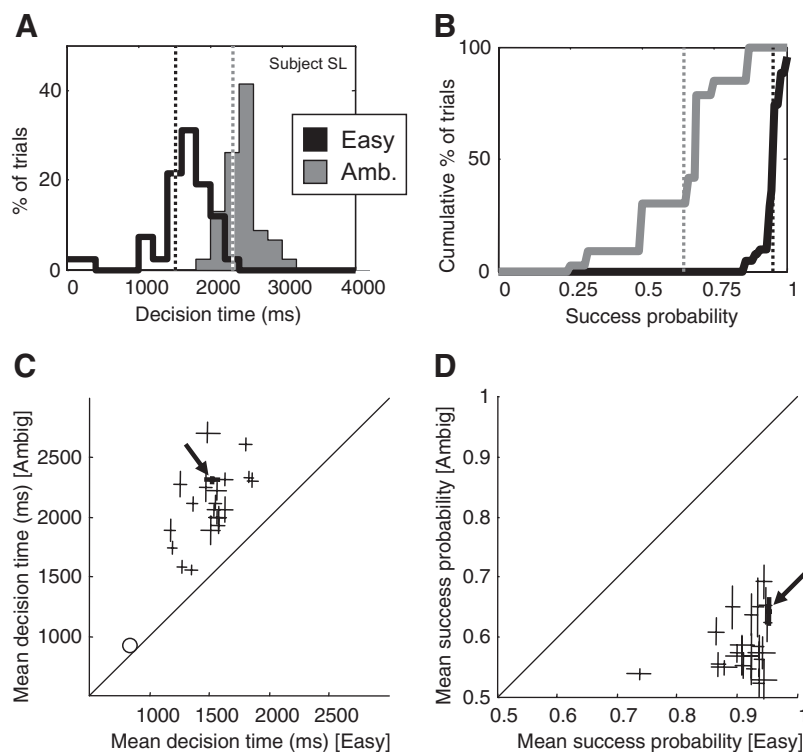 A
Subject SL
% of trials
40
20
0
0 1000 2000 3000 4000
Decision time (ms)
Easy
Amb.
B
Cumulative % of trials
100
50
0
0 0.25 0.5 0.75 1
Success probability
C
Mean decision time (ms) [Ambig]
2500
2000
1500
1000
1000 1500 2000 2500
Mean decision time (ms) [Easy]
D
Mean success probability [Ambig]
1
0.9
0.8
0.7
0.6
0.5
0.5 0.6 0.7 0.8 0.9 1
Mean success probability [Easy]